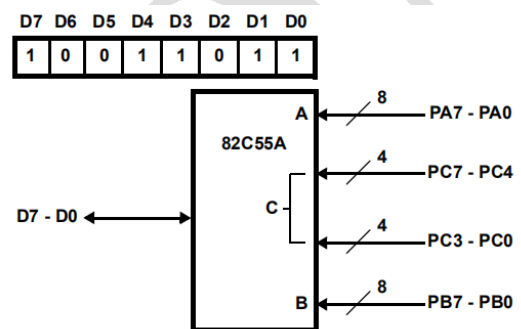 D7 D6 D5 D4 D3 D2 D1 D0
1 0 0 1 1 0 1 1
A
8
PA7 - PA0
82C55A
4
PC7 - PC4
C
D7 - D0
4
PC3 - PC0
B
8
PB7 - PB0